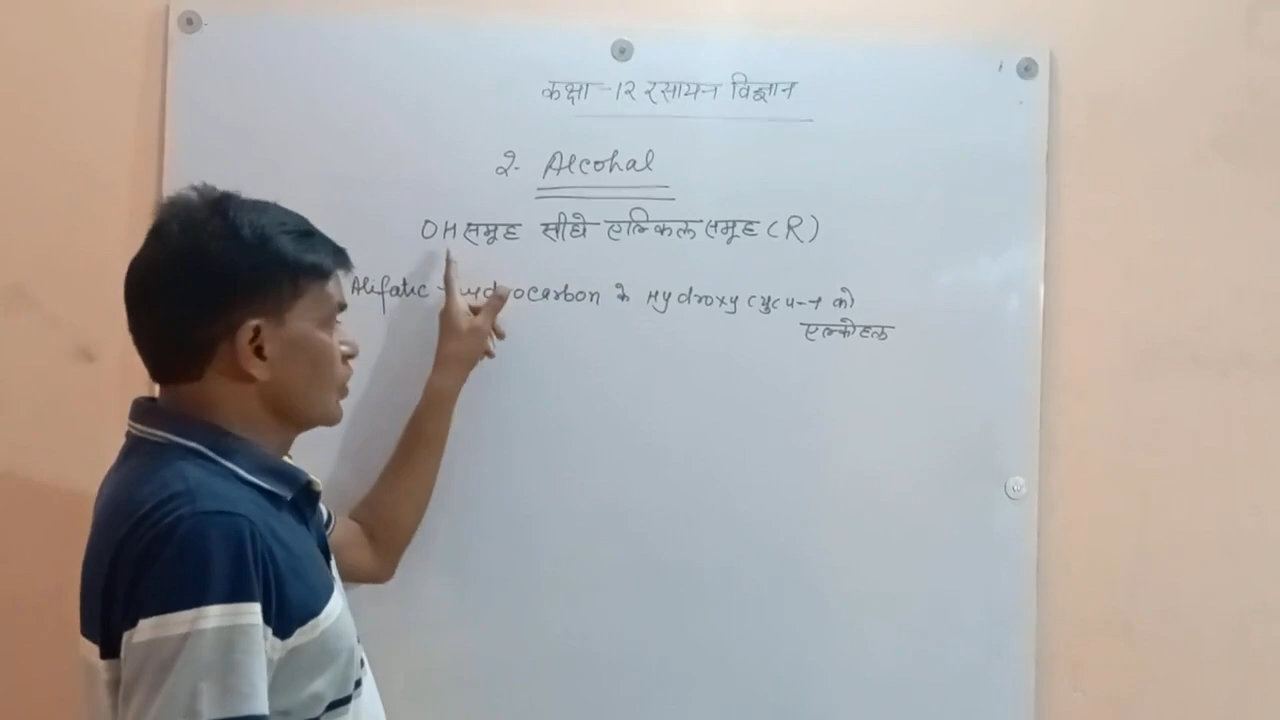 कक्षा-12 रसायन विज्ञान
2. Alcohal
OH समूह सीधे एल्किल समूह (R)
Alifatic - Hydrocarbon के Hydroxy व्युत्पन्न को
एल्कोहल